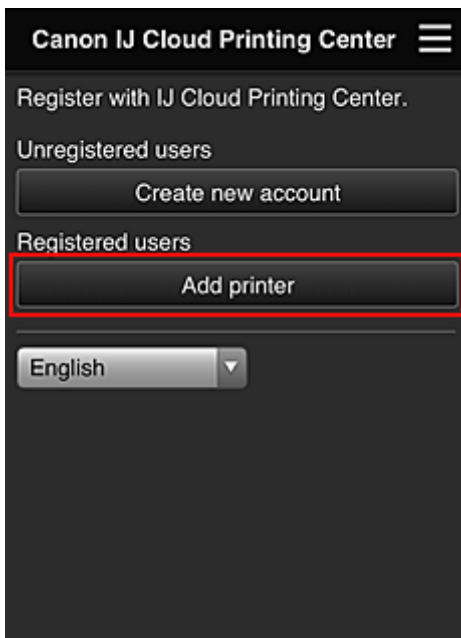 Canon IJ Cloud Printing Center
Register with IJ Cloud Printing Center.
Unregistered users
Create new account
Registered users
Add printer
English